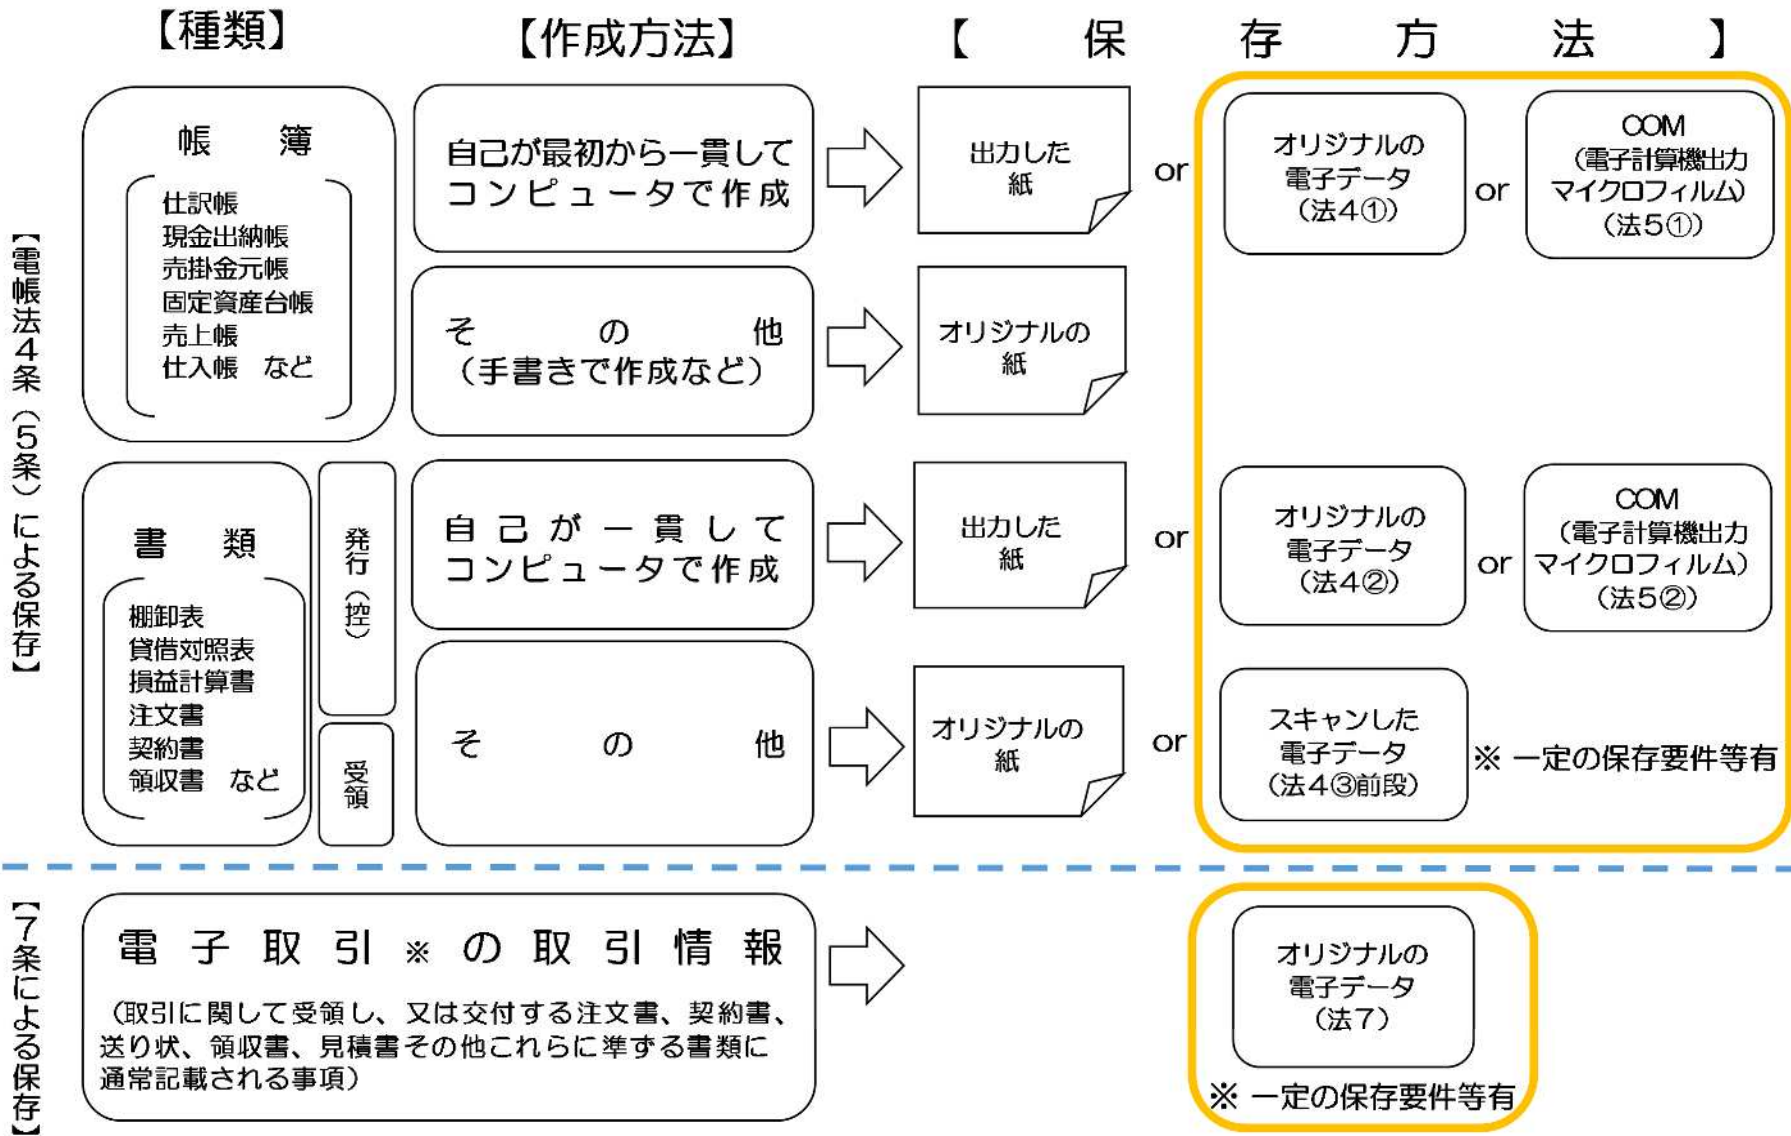 【種類】
【作成方法】
【保存方法】
【電帳法4条（5条）による保存】
帳簿
仕訳帳
現金出納帳
売掛金元帳
固定資産台帳
売上帳
仕入帳　など
自己が最初から一貫して
コンピュータで作成
出力した
紙
or
オリジナルの
電子データ
（法4①）
or
COM
（電子計算機出力
マイクロフィルム）
（法5①）
その他
（手書きで作成など）
オリジナルの
紙
書類
棚卸表
貸借対照表
損益計算書
注文書
契約書
領収書　など
発行（控）
受領
自己が一貫して
コンピュータで作成
出力した
紙
or
オリジナルの
電子データ
（法4②）
or
COM
（電子計算機出力
マイクロフィルム）
（法5②）
その他
オリジナルの
紙
or
スキャンした
電子データ
（法4③前段）
※ 一定の保存要件等有
【7条による保存】
電子取引※の取引情報
（取引に関して受領し、又は交付する注文書、契約書、
送り状、領収書、見積書その他これらに準ずる書類に
通常記載される事項）
オリジナルの
電子データ
（法7）
※ 一定の保存要件等有